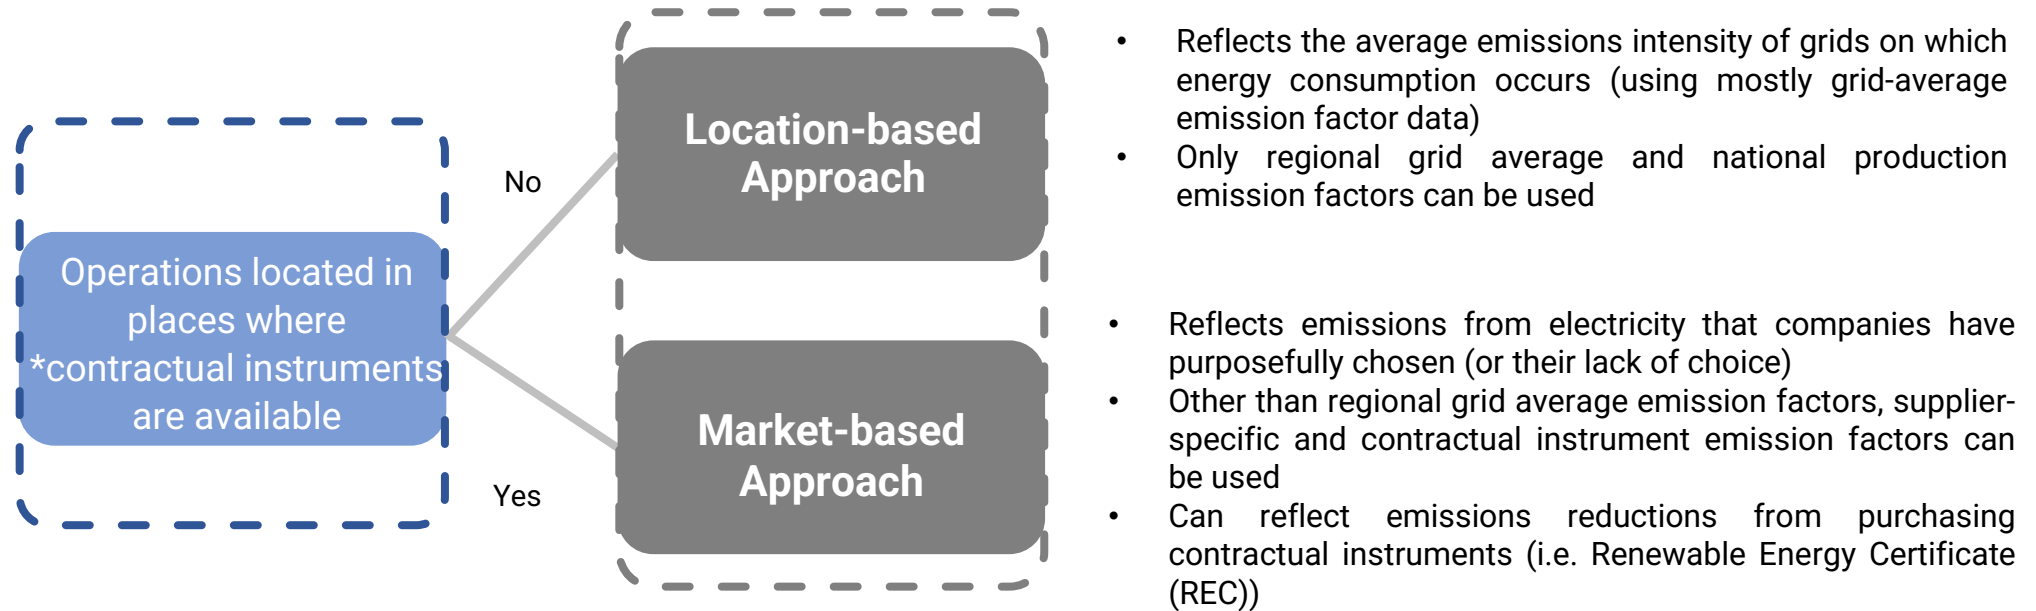 Operations located in
places where
*contractual instruments
are available
No
Yes
Location-based
Approach
• Reflects the average emissions intensity of grids on which
energy consumption occurs (using mostly grid-average
emission factor data)
• Only regional grid average and national production
emission factors can be used
Market-based
Approach
• Reflects emissions from electricity that companies have
purposefully chosen (or their lack of choice)
• Other than regional grid average emission factors, supplier-
specific and contractual instrument emission factors can
be used
• Can reflect emissions reductions from purchasing
contractual instruments (i.e. Renewable Energy Certificate
(REC))